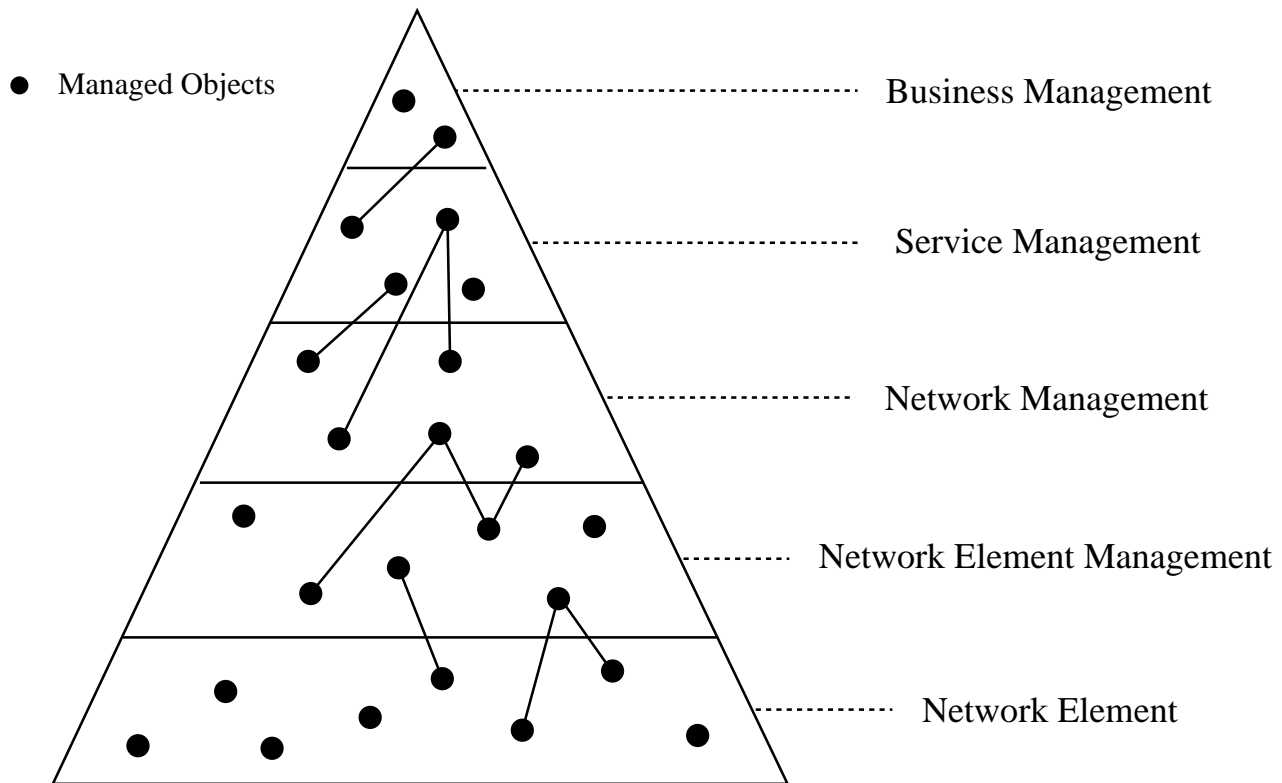 Managed Objects
Business Management
Service Management
Network Management
Network Element Management
Network Element